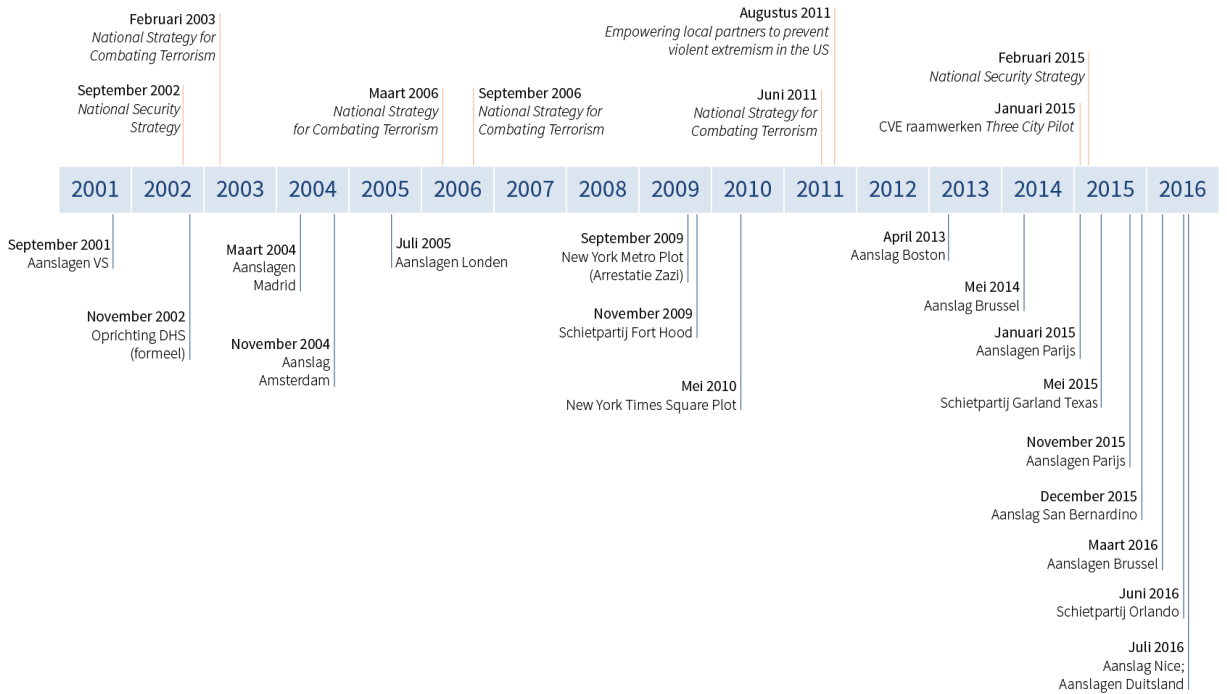 Februari 2003
National Strategy for
Combating Terrorism
September 2002
National Security
Strategy
Maart 2006
National Strategy
for Combating Terrorism
September 2006
National Strategy for
Combating Terrorism
Augustus 2011
Empowering local partners to prevent
violent extremism in the US
Juni 2011
National Strategy for
Combating Terrorism
Februari 2015
National Security Strategy
Januari 2015
CVE raamwerken Three City Pilot
2001 2002 2003 2004 2005 2006 2007 2008 2009 2010 2011 2012 2013 2014 2015 2016
September 2001
Aanslagen VS
November 2002
Oprichting DHS
(formeel)
Maart 2004
Aanslagen
Madrid
November 2004
Aanslag
Amsterdam
Juli 2005
Aanslagen Londen
September 2009
New York Metro Plot
(Arrestatie Zazi)
November 2009
Schietpartij Fort Hood
Mei 2010
New York Times Square Plot
April 2013
Aanslag Boston
Mei 2014
Aanslag Brussel
Januari 2015
Aanslagen Parijs
Mei 2015
Schietpartij Garland Texas
November 2015
Aanslagen Parijs
December 2015
Aanslag San Bernardino
Maart 2016
Aanslagen Brussel
Juni 2016
Schietpartij Orlando
Juli 2016
Aanslag Nice;
Aanslagen Duitsland